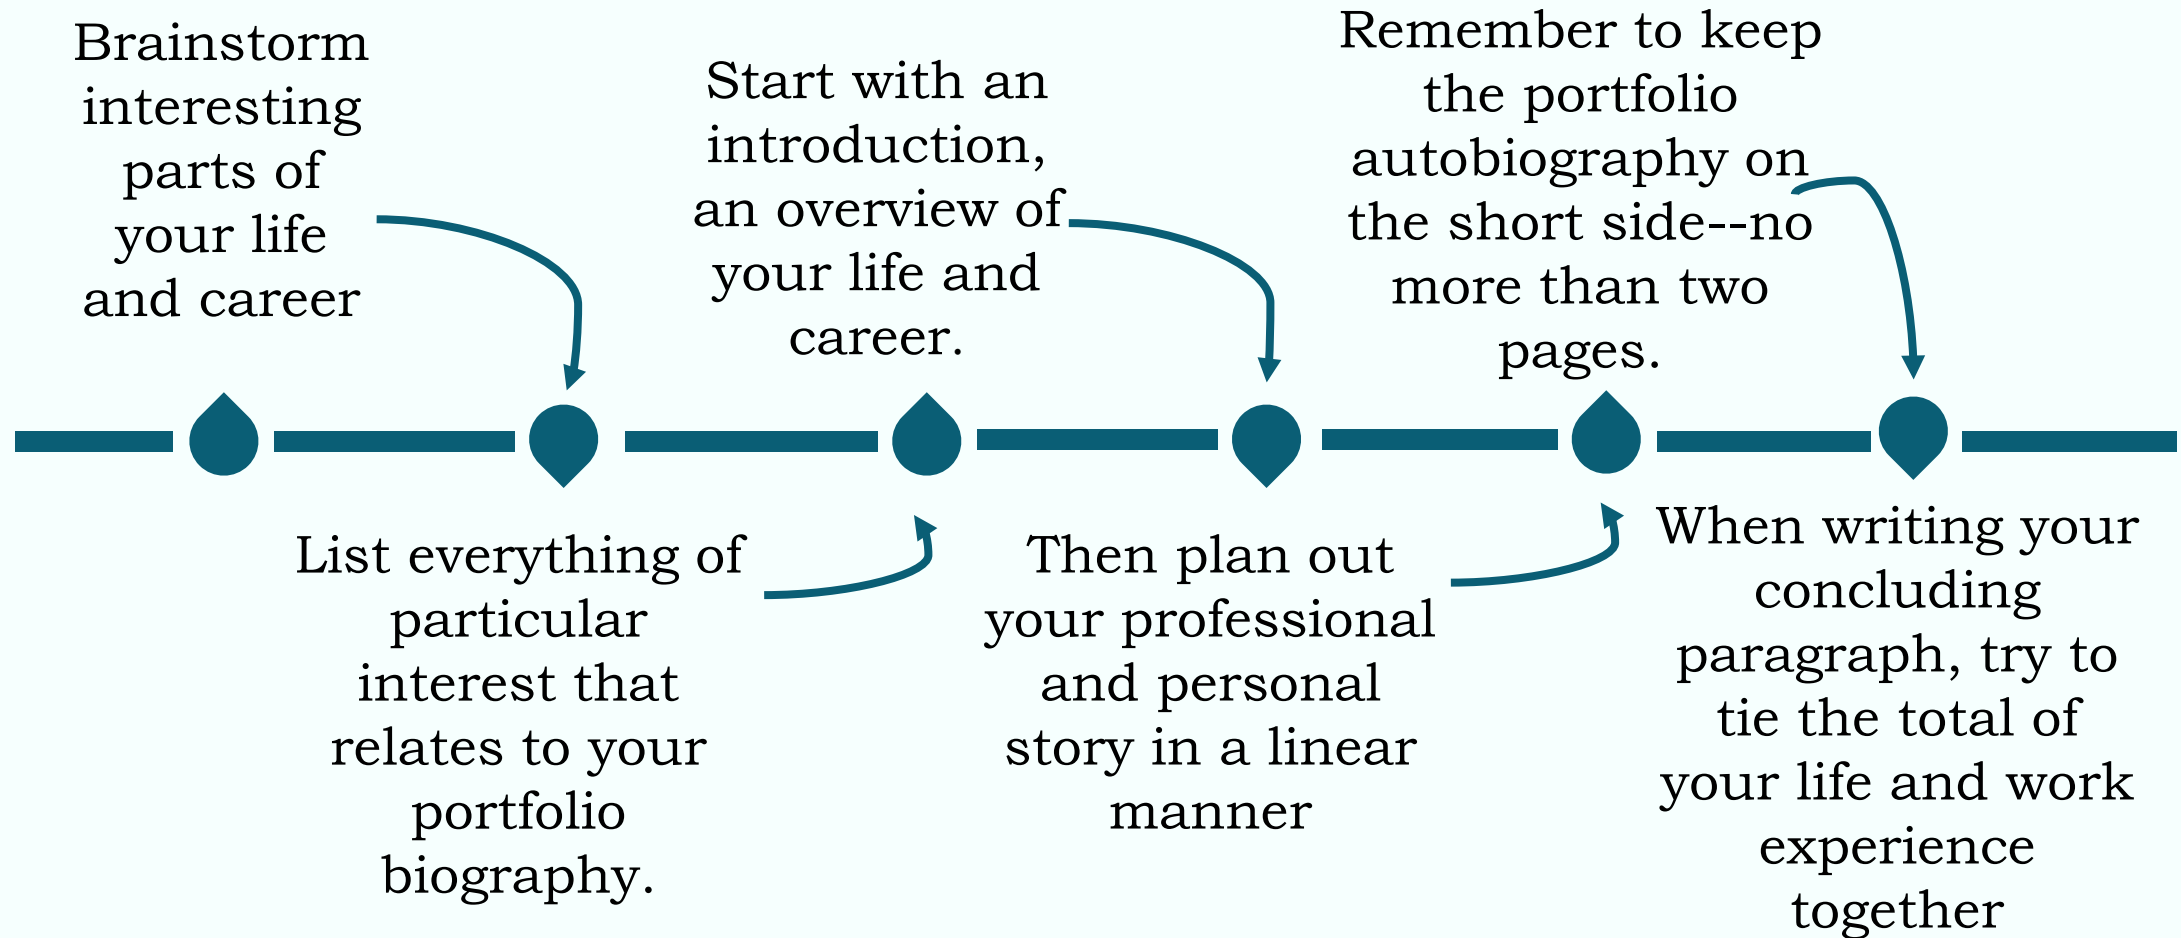 Brainstorm
interesting
parts of
your life
and career
List everything of
particular
interest that
relates to your
portfolio
biography.
Start with an
introduction,
an overview of
your life and
career.
Then plan out
your professional
and personal
story in a linear
manner
Remember to keep
the portfolio
autobiography on
the short side--no
more than two
pages.
When writing your
concluding
paragraph, try to
tie the total of
your life and work
experience
together